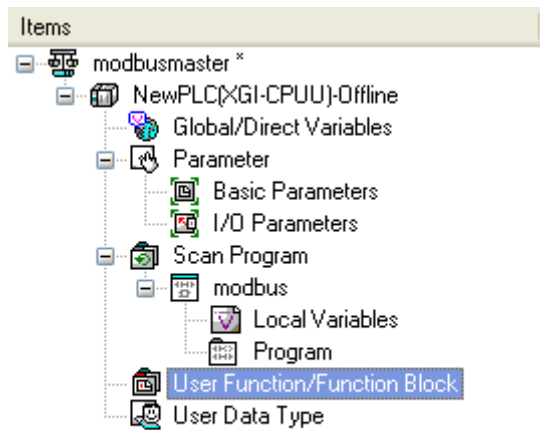 Items
modbusmaster *
NewPLC(XGI-CPUU)-Offline
Global/Direct Variables
Parameter
Basic Parameters
I/O Parameters
Scan Program
modbus
Local Variables
Program
User Function/Function Block
User Data Type